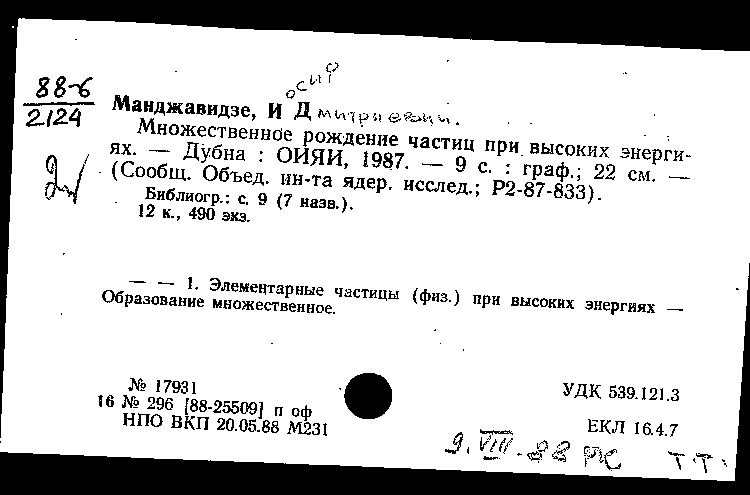 осип
88-6
2124
Манджавидзе, И Дмитриевич.
Множественное рождение частиц при высоких энерги-
ях. — Дубна : ОИЯИ, 1987. — 9 с. : граф.; 22 см. —
(Сообщ. Объед. ин-та ядер. исслед.; Р2-87-833).
Библиогр.: с. 9 (7 назв.).
12 к., 490 экз.
— — 1. Элементарные частицы (физ.) при высоких энергиях —
Образование множественное.
№ 17931
УДК 539.121.3
16 № 296 [88-25509] п оф
НПО ВКП 20.05.88 М231
ЕКЛ 16.4.7
9.VIII.88 РС Т.Т.